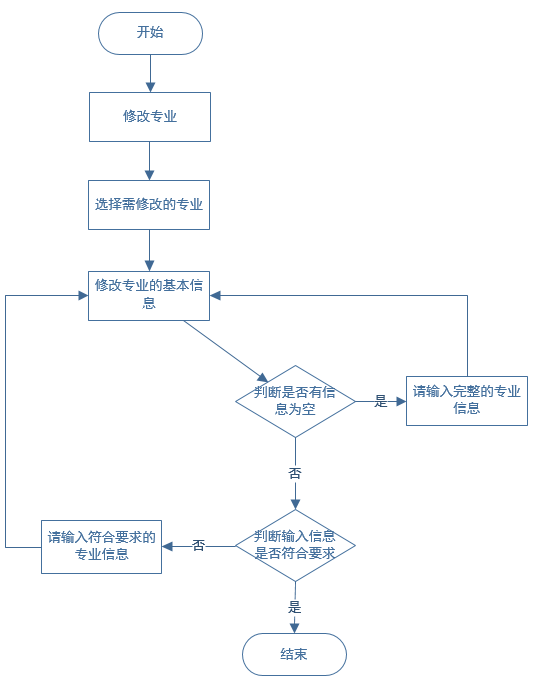 开始
修改专业
选择需修改的专业
修改专业的基本信
息
判断是否有信
息为空
是
请输入完整的专业
信息
否
判断输入信息
是否符合要求
否
请输入符合要求的
专业信息
是
结束